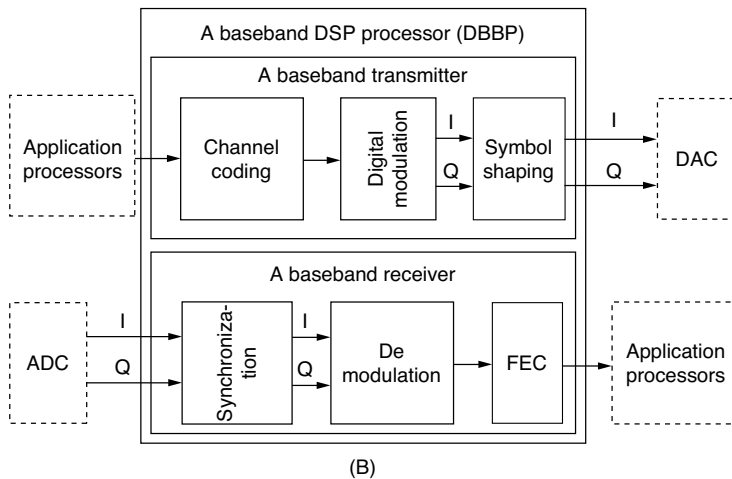 A baseband DSP processor (DBBP)
A baseband transmitter
Application
processors
Channel
coding
Digital
modulation
I
Q
Symbol
shaping
I
Q
DAC
A baseband receiver
ADC
I
Q
Synchroniza-
tion
I
Q
De
modulation
FEC
Application
processors
(B)